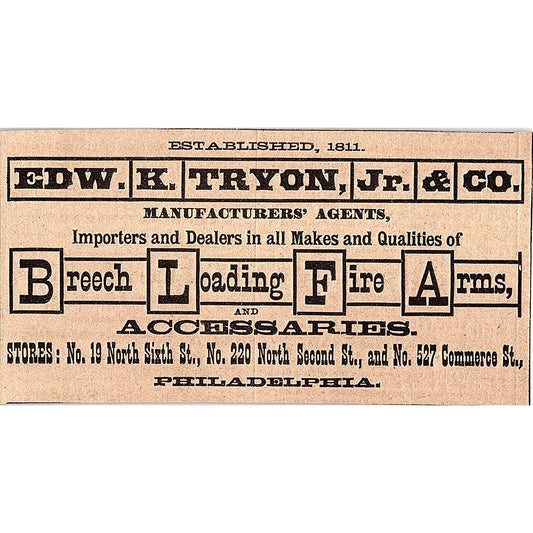 ESTABLISHED, 1811.
EDW. K. TRYON, Jr. & CO.
MANUFACTURERS' AGENTS,
Importers and Dealers in all Makes and Qualities of
Breech Loading Fire Arms,
AND
ACCESSARIES.
STORES: No. 19 North Sixth St., No. 220 North Second St., and No. 527 Commerce St.,
PHILADELPHIA.